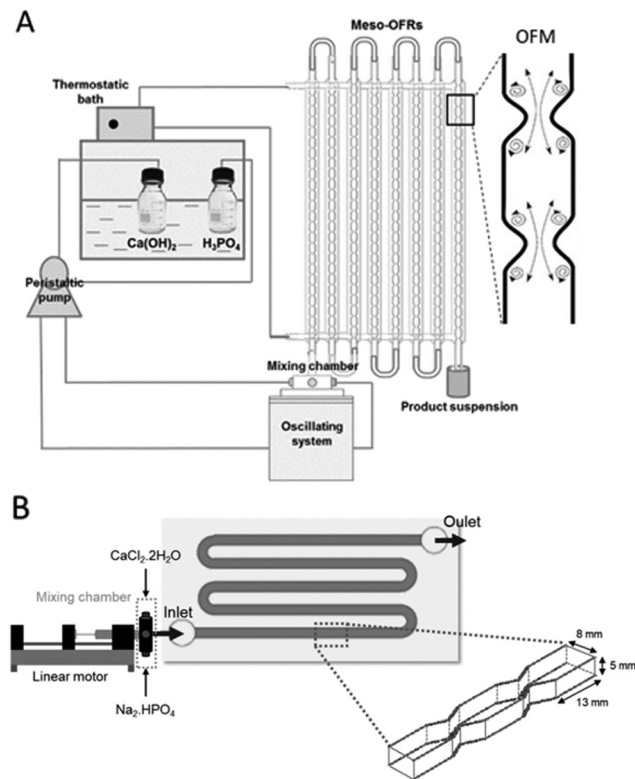 A
Meso-OFRs
OFM
Thermostatic
bath
Ca(OH)₂
H₃PO₄
Peristaltic
pump
Mixing chamber
Oscillating
system
Product suspension
B
CaCl₂.2H₂O
Mixing chamber
Inlet
Oulet
Linear motor
Na₂.HPO₄
8 mm
5 mm
13 mm